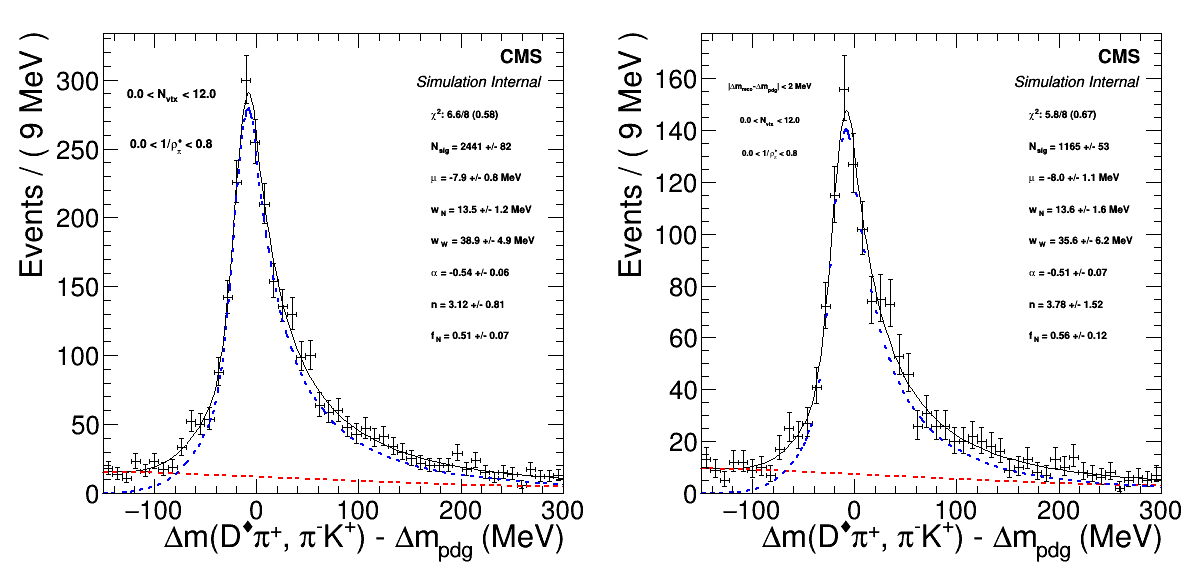 CMS
Simulation Internal
0.0 < N_vtx < 12.0
0.0 < 1/ρ*_π < 0.8
χ²: 6.6/8 (0.58)
N_sig = 2441 +/- 82
μ = -7.9 +/- 0.8 MeV
w_N = 13.5 +/- 1.2 MeV
w_W = 38.9 +/- 4.9 MeV
α = -0.54 +/- 0.06
n = 3.12 +/- 0.81
f_N = 0.51 +/- 0.07
Events / ( 9 MeV )
300
250
200
150
100
50
0
−100 0 100 200 300
Δm(D♦π⁺, π⁻K⁺) - Δm_pdg (MeV)
CMS
Simulation Internal
|Δm_reco-Δm_pdg| < 2 MeV
0.0 < N_vtx < 12.0
0.0 < 1/ρ*_π < 0.8
χ²: 5.8/8 (0.67)
N_sig = 1165 +/- 53
μ = -8.0 +/- 1.1 MeV
w_N = 13.6 +/- 1.6 MeV
w_W = 35.6 +/- 6.2 MeV
α = -0.51 +/- 0.07
n = 3.78 +/- 1.52
f_N = 0.56 +/- 0.12
Events / ( 9 MeV )
160
140
120
100
80
60
40
20
0
−100 0 100 200 300
Δm(D♦π⁺, π⁻K⁺) - Δm_pdg (MeV)